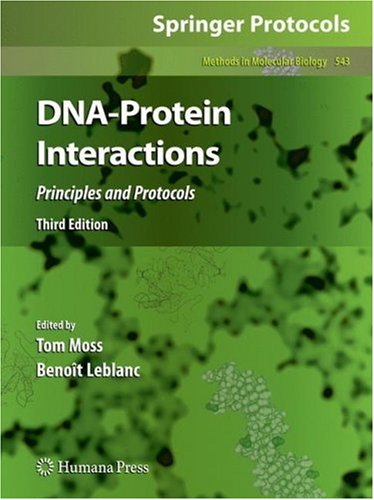 Springer Protocols
Methods in Molecular Biology 543
DNA-Protein
Interactions
Principles and Protocols
Third Edition
Edited by
Tom Moss
Benoît Leblanc
Humana Press